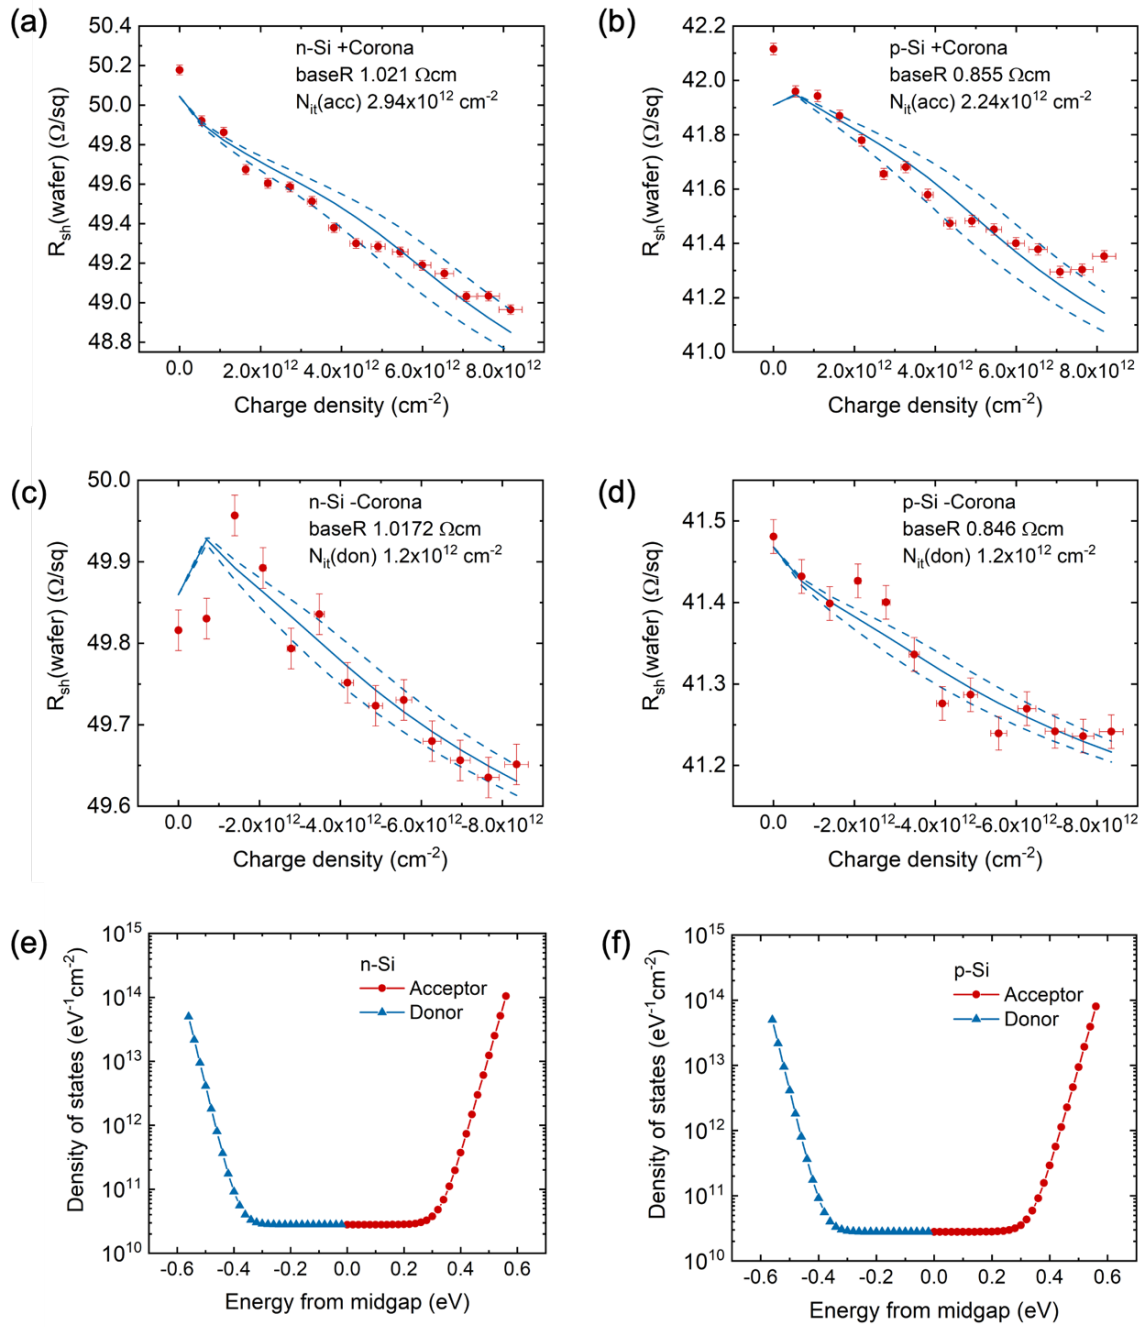 (a)
n-Si +Corona
baseR 1.021 Ωcm
N_it(acc) 2.94x10^12 cm^-2
R_sh(wafer) (Ω/sq)
50.4
50.2
50.0
49.8
49.6
49.4
49.2
49.0
48.8
0.0 2.0x10^12 4.0x10^12 6.0x10^12 8.0x10^12
Charge density (cm^-2)
(b)
p-Si +Corona
baseR 0.855 Ωcm
N_it(acc) 2.24x10^12 cm^-2
R_sh(wafer) (Ω/sq)
42.2
42.0
41.8
41.6
41.4
41.2
41.0
0.0 2.0x10^12 4.0x10^12 6.0x10^12 8.0x10^12
Charge density (cm^-2)
(c)
n-Si -Corona
baseR 1.0172 Ωcm
N_it(don) 1.2x10^12 cm^-2
R_sh(wafer) (Ω/sq)
50.0
49.9
49.8
49.7
49.6
0.0 -2.0x10^12 -4.0x10^12 -6.0x10^12 -8.0x10^12
Charge density (cm^-2)
(d)
p-Si -Corona
baseR 0.846 Ωcm
N_it(don) 1.2x10^12 cm^-2
R_sh(wafer) (Ω/sq)
41.5
41.4
41.3
41.2
0.0 -2.0x10^12 -4.0x10^12 -6.0x10^12 -8.0x10^12
Charge density (cm^-2)
(e)
n-Si
Acceptor
Donor
Density of states (eV^-1cm^-2)
10^15
10^14
10^13
10^12
10^11
10^10
-0.6 -0.4 -0.2 0.0 0.2 0.4 0.6
Energy from midgap (eV)
(f)
p-Si
Acceptor
Donor
Density of states (eV^-1cm^-2)
10^15
10^14
10^13
10^12
10^11
10^10
-0.6 -0.4 -0.2 0.0 0.2 0.4 0.6
Energy from midgap (eV)